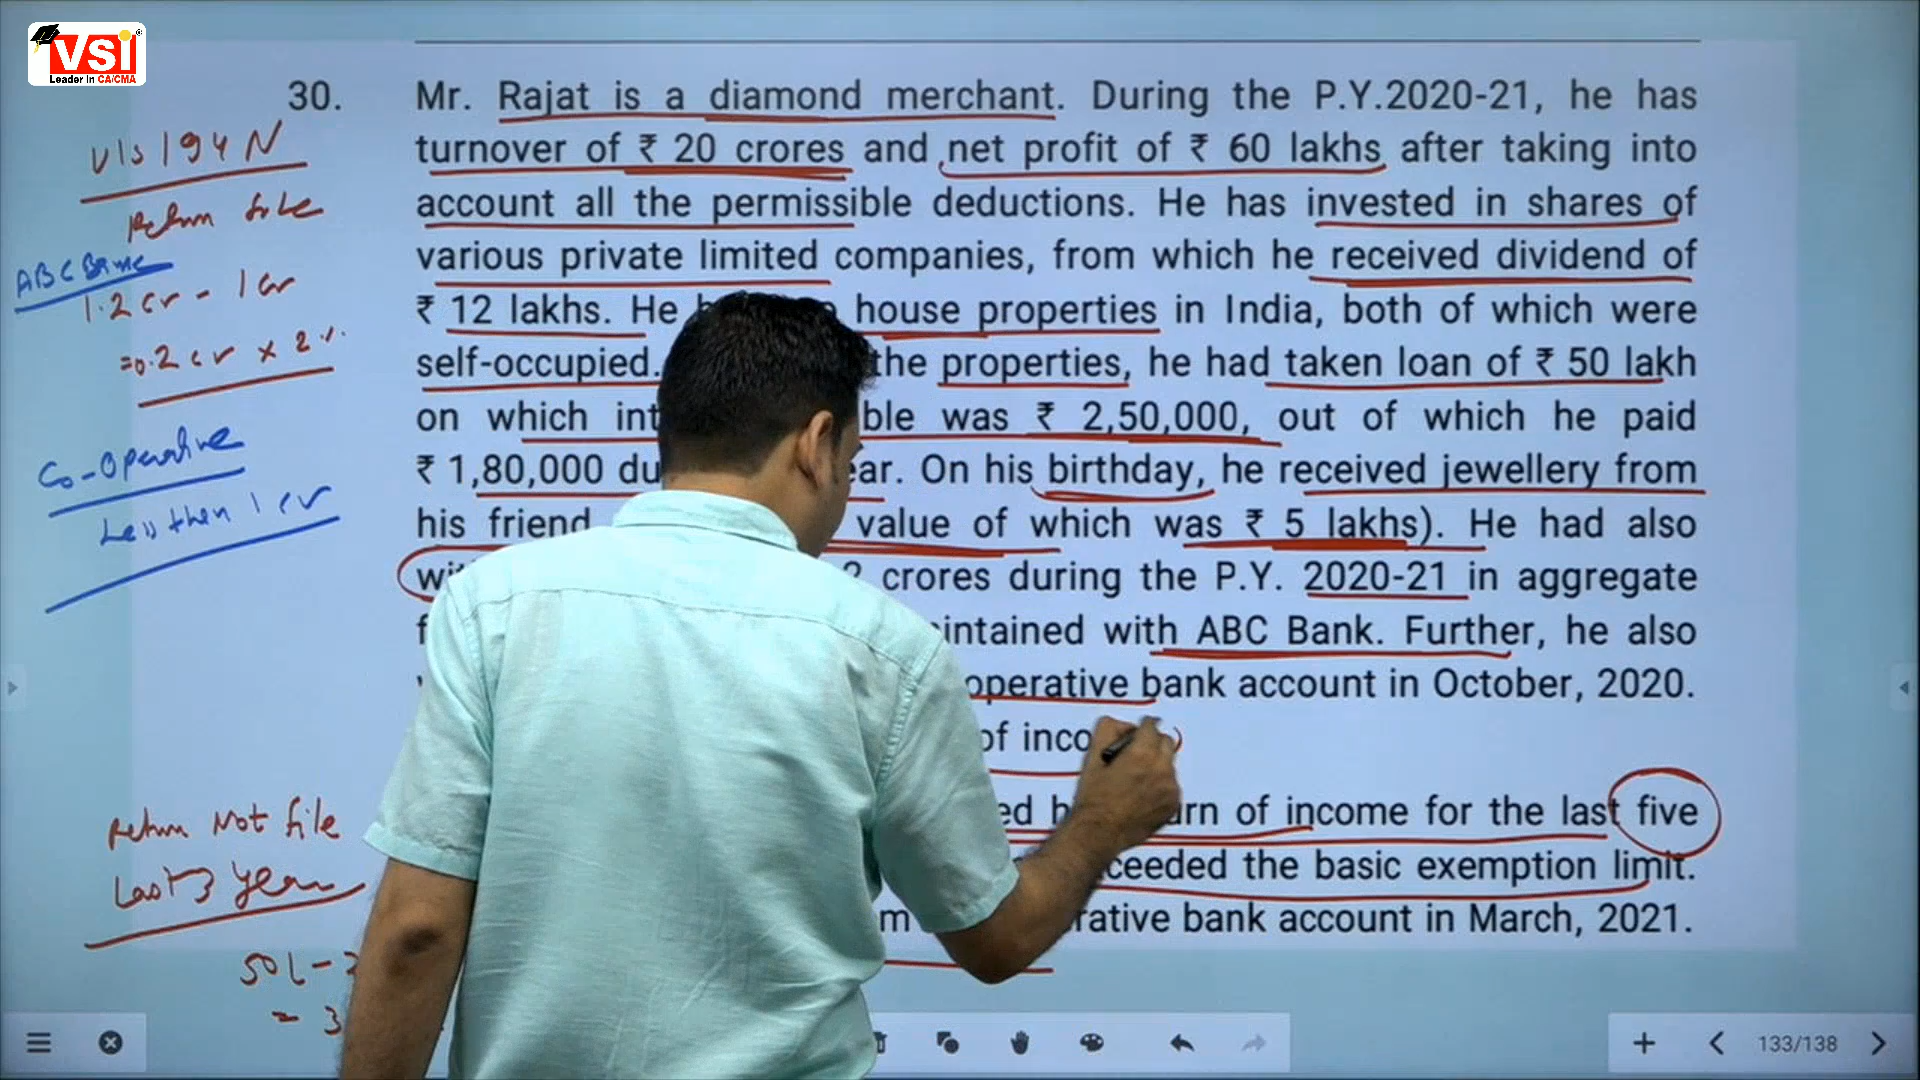 VSI
Leader in CA/CMA
30. Mr. Rajat is a diamond merchant. During the P.Y.2020-21, he has
turnover of ₹ 20 crores and net profit of ₹ 60 lakhs after taking into
account all the permissible deductions. He has invested in shares of
various private limited companies, from which he received dividend of
₹ 12 lakhs. He house properties in India, both of which were
self-occupied. the properties, he had taken loan of ₹ 50 lakh
on which ble was ₹ 2,50,000, out of which he paid
₹ 1,80,000 ear. On his birthday, he received jewellery from
his friend value of which was ₹ 5 lakhs). He had also
crores during the P.Y. 2020-21 in aggregate
intained with ABC Bank. Further, he also
operative bank account in October, 2020.
of inco
ed urn of income for the last five
ceeded the basic exemption limit.
rative bank account in March, 2021.
U/s 194N
Return file
ABC Bank
1.2 cr - 1 cr
=0.2 cr x 2%
Co-Operative
Less then 1 cr
Return Not file
Last 3 Year
50L -
= 3
133/138